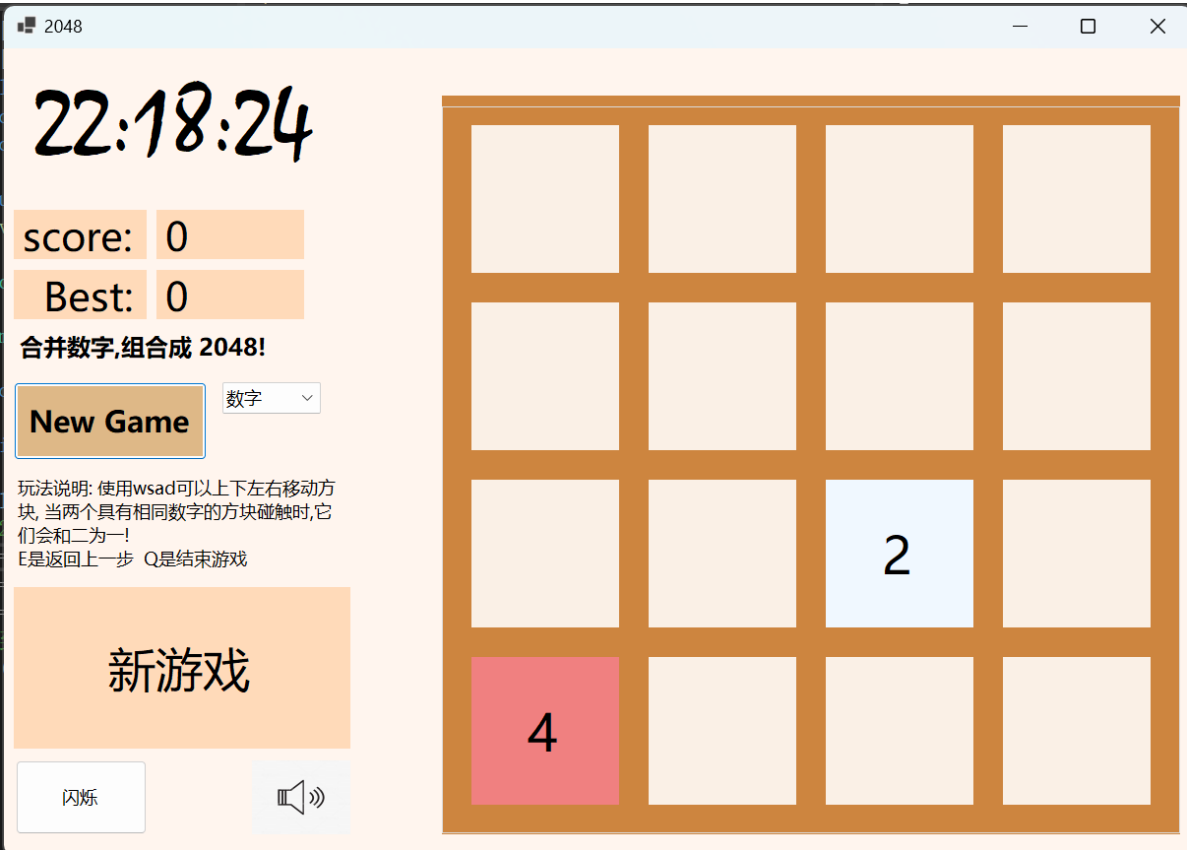 2048
22:18:24
score: 0
Best: 0
合并数字,组合成 2048!
New Game
数字
玩法说明: 使用wsad可以上下左右移动方
块, 当两个具有相同数字的方块碰触时,它
们会和二为一!
E是返回上一步 Q是结束游戏
新游戏
闪烁
2
4